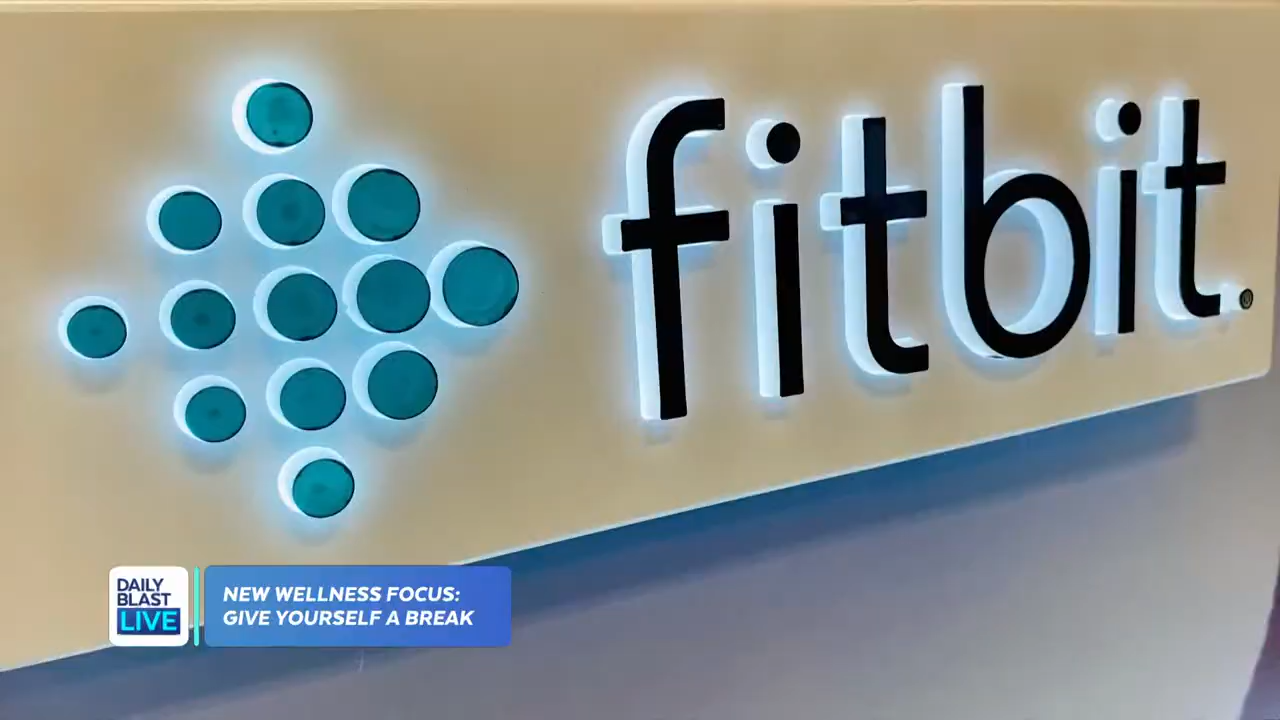 fitbit.
DAILY
BLAST
LIVE
NEW WELLNESS FOCUS:
GIVE YOURSELF A BREAK